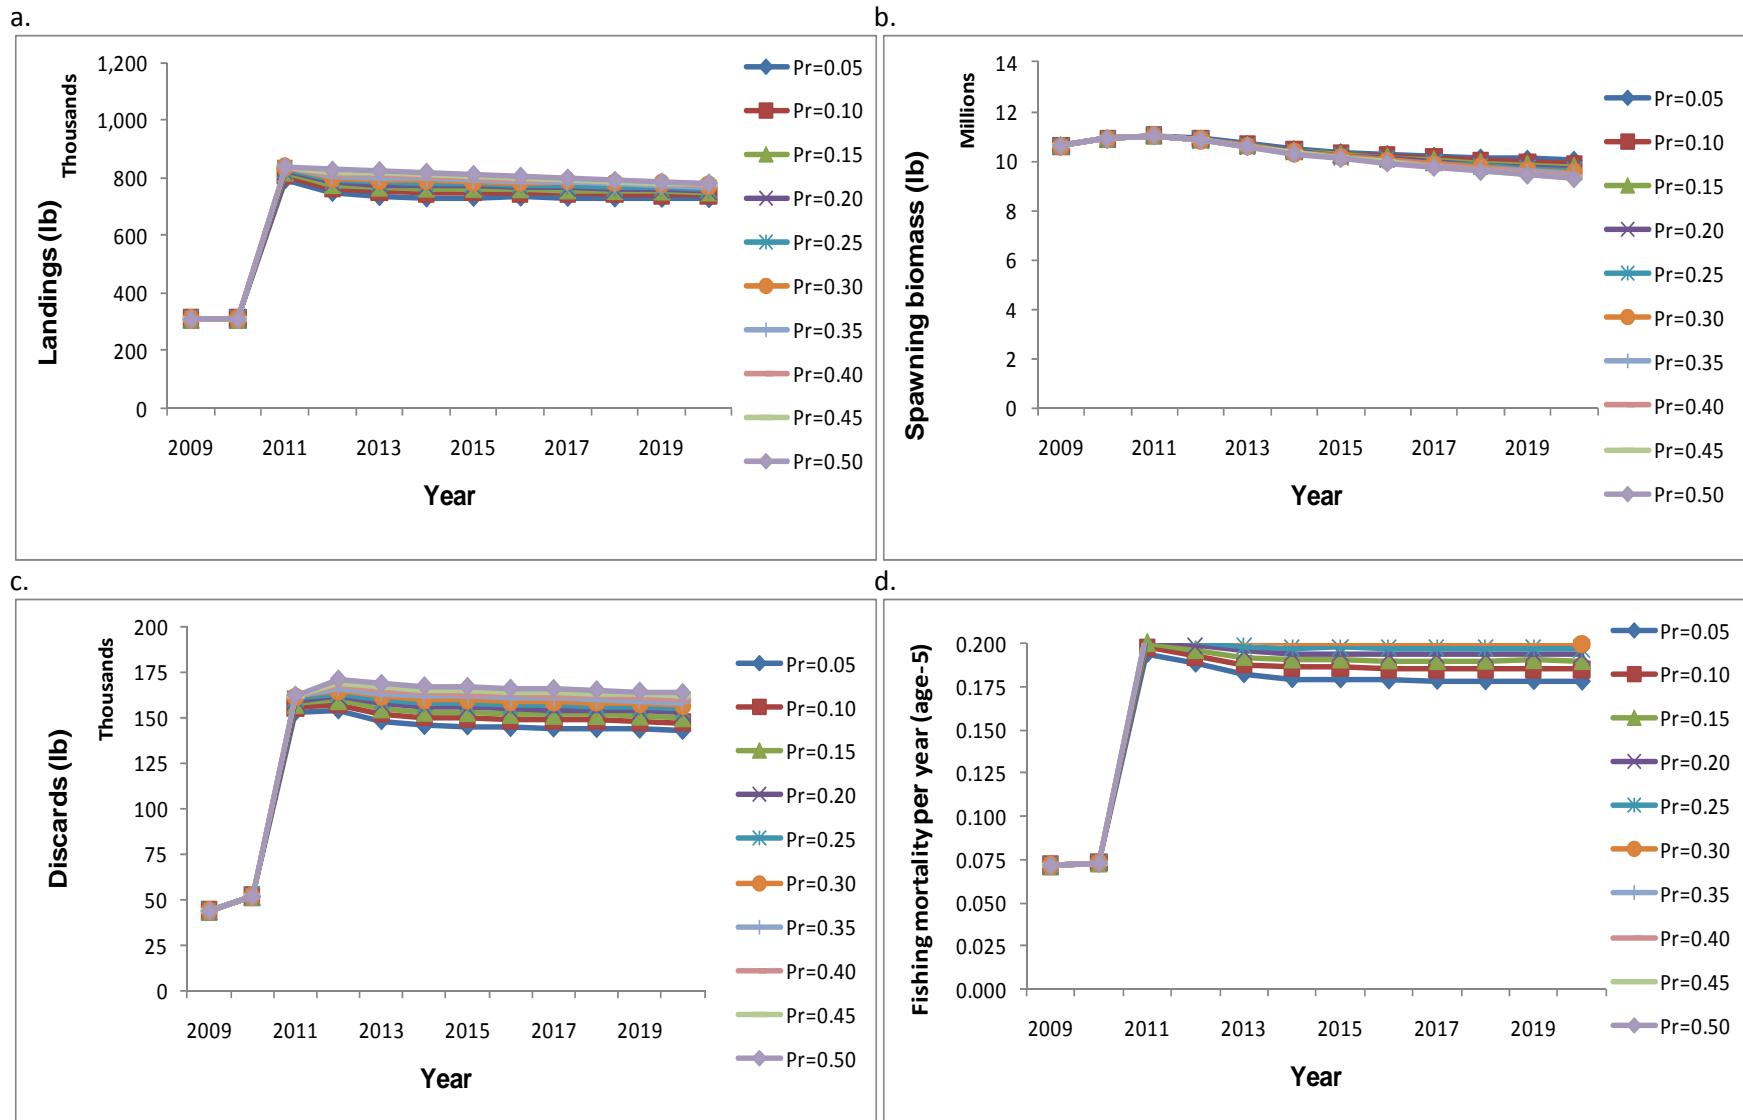 a.
1,200
1,000
800
600
400
200
0
Thousands
Landings (lb)
2009 2011 2013 2015 2017 2019
Year
Pr=0.05
Pr=0.10
Pr=0.15
Pr=0.20
Pr=0.25
Pr=0.30
Pr=0.35
Pr=0.40
Pr=0.45
Pr=0.50
b.
14
12
10
8
6
4
2
0
Millions
Spawning biomass (lb)
2009 2011 2013 2015 2017 2019
Year
Pr=0.05
Pr=0.10
Pr=0.15
Pr=0.20
Pr=0.25
Pr=0.30
Pr=0.35
Pr=0.40
Pr=0.45
Pr=0.50
c.
200
175
150
125
100
75
50
25
0
Thousands
Discards (lb)
2009 2011 2013 2015 2017 2019
Year
Pr=0.05
Pr=0.10
Pr=0.15
Pr=0.20
Pr=0.25
Pr=0.30
Pr=0.35
Pr=0.40
Pr=0.45
Pr=0.50
d.
0.200
0.175
0.150
0.125
0.100
0.075
0.050
0.025
0.000
Fishing mortality per year (age-5)
2009 2011 2013 2015 2017 2019
Year
Pr=0.05
Pr=0.10
Pr=0.15
Pr=0.20
Pr=0.25
Pr=0.30
Pr=0.35
Pr=0.40
Pr=0.45
Pr=0.50